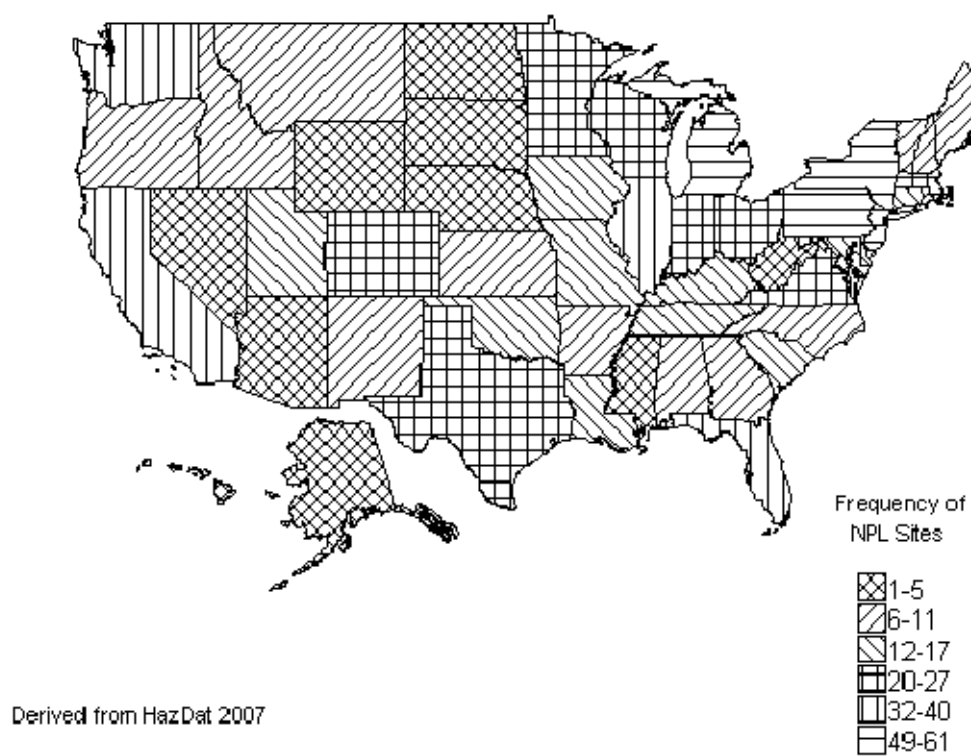 Frequency of
NPL Sites
1-5
6-11
12-17
20-27
32-40
49-61
Derived from HazDat 2007